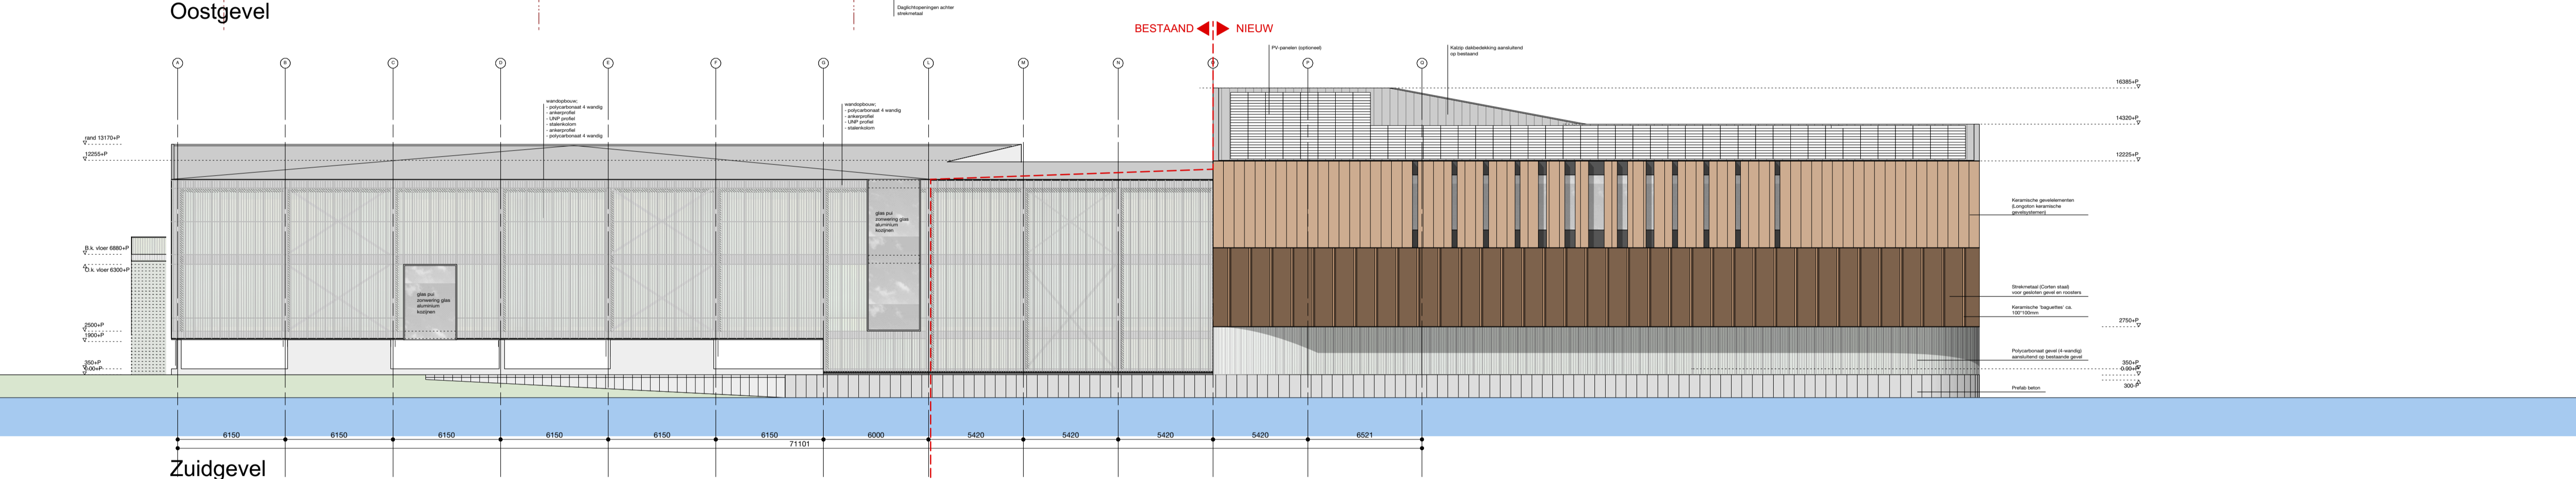 Oostgevel
Daglichtopeningen achter
strekmetaal
BESTAAND
NIEUW
PV-panelen (optioneel)
Kalzip dakbedekking aansluitend
op bestaand
A
B
C
D
E
F
G
L
M
N
P
Q
16385+P
14320+P
12225+P
rand 13170+P
12255+P
wandopbouw;
- polycarbonaat 4 wandig
- ankerprofiel
- UNP profiel
- stalenkolom
- ankerprofiel
- polycarbonaat 4 wandig
wandopbouw;
- polycarbonaat 4 wandig
- ankerprofiel
- UNP profiel
- stalenkolom
glas pui
zonwering glas
aluminium
kozijnen
Keramische gevelelementen
(Longoton keramische
gevelsystemen)
B.k. vloer 6880+P
O.k. vloer 6300+P
glas pui
zonwering glas
aluminium
kozijnen
Strekmetaal (Corten staal)
voor gesloten gevel en roosters
Keramische 'baguettes' ca.
100*100mm
2500+P
1900+P
2750+P
Polycarbonaat gevel (4-wandig)
aansluitend op bestaande gevel
350+P
350+P
0.00+P
300-P
Prefab beton
6150
6150
6150
6150
6150
6150
6000
5420
5420
5420
5420
6521
71101
Zuidgevel